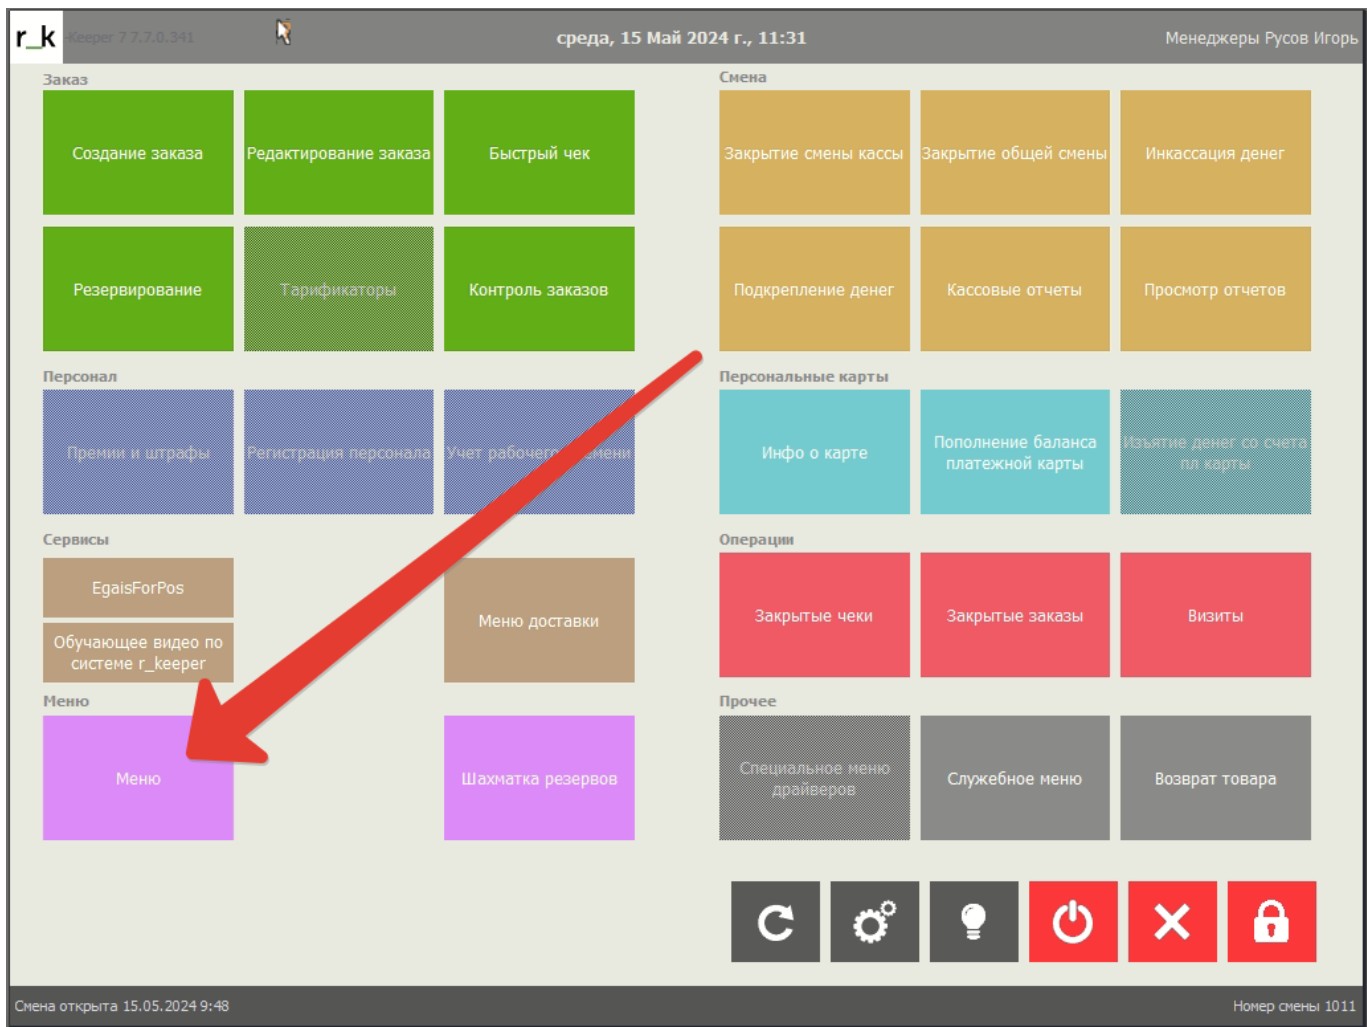 r_k
-Keeper 7 7.7.0.341
среда, 15 Май 2024 г., 11:31
Менеджеры Русов Игорь
Заказ
Создание заказа
Редактирование заказа
Быстрый чек
Резервирование
Тарификаторы
Контроль заказов
Смена
Закрытие смены кассы
Закрытие общей смены
Инкассация денег
Подкрепление денег
Кассовые отчеты
Просмотр отчетов
Персонал
Премии и штрафы
Регистрация персонала
Учет рабочего
мени
Персональные карты
Инфо о карте
Пополнение баланса
платежной карты
Изъятие денег со счета
пл карты
Сервисы
EgaisForPos
Обучающее видео по
системе r_keeper
Меню доставки
Операции
Закрытые чеки
Закрытые заказы
Визиты
Меню
Меню
Шахматка резервов
Прочее
Специальное меню
драйверов
Служебное меню
Возврат товара
Смена открыта 15.05.2024 9:48
Номер смены 1011